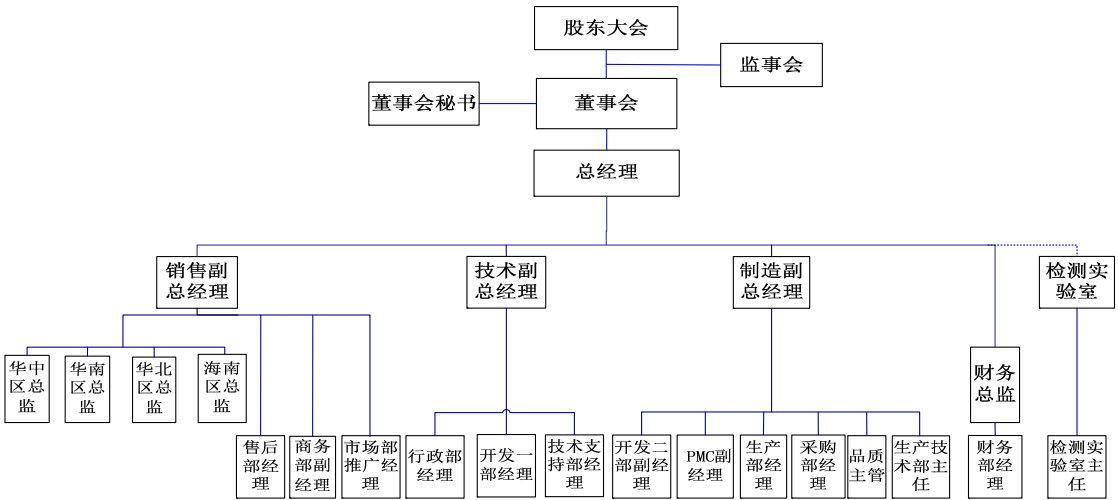 股东大会
监事会
董事会秘书
董事会
总经理
销售副
总经理
技术副
总经理
制造副
总经理
检测实
验室
华中
区总
监
华南
区总
监
华北
区总
监
海南
区总
监
财务
总监
售后
部经
理
商务
部副
经理
市场部
推广经
理
行政部
经理
开发一
部经理
技术支
持部经
理
开发二
部副经
理
PMC副
经理
生产
部经
理
采购
部经
理
品质
主管
生产技
术部主
任
财务
部经
理
检测实
验室主
任